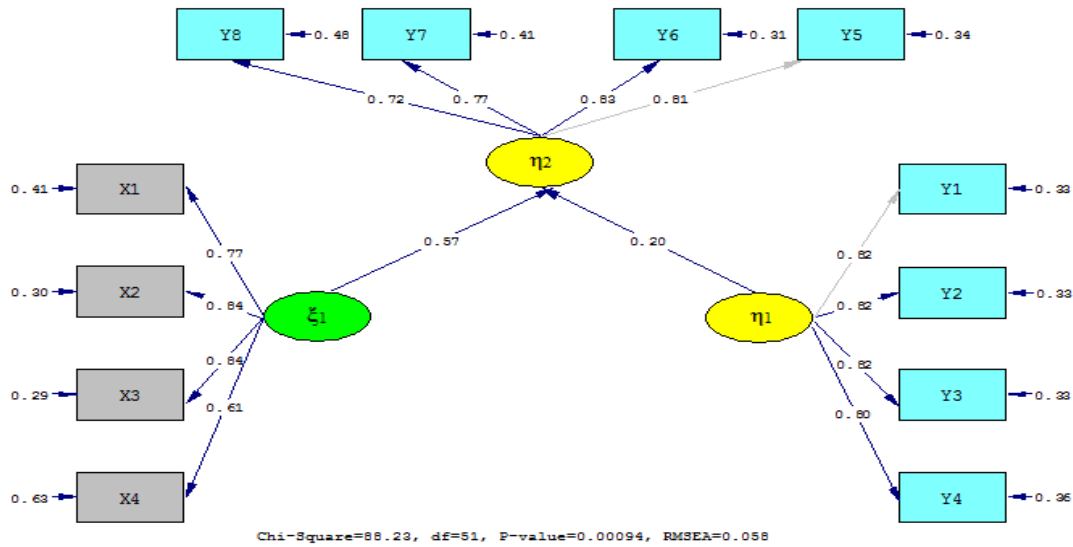 Y8 0.48 Y7 0.41 Y6 0.31 Y5 0.34
0.72 0.77 0.83 0.81
η2
0.41 X1 Y1 0.33
0.77 0.57 0.20 0.82
0.30 X2 Y2 0.33
0.84 ξ1 η1 0.82
0.84 0.82
0.29 X3 Y3 0.33
0.61 0.80
0.63 X4 Y4 0.36
Chi-Square=88.23, df=51, P-value=0.00094, RMSEA=0.058